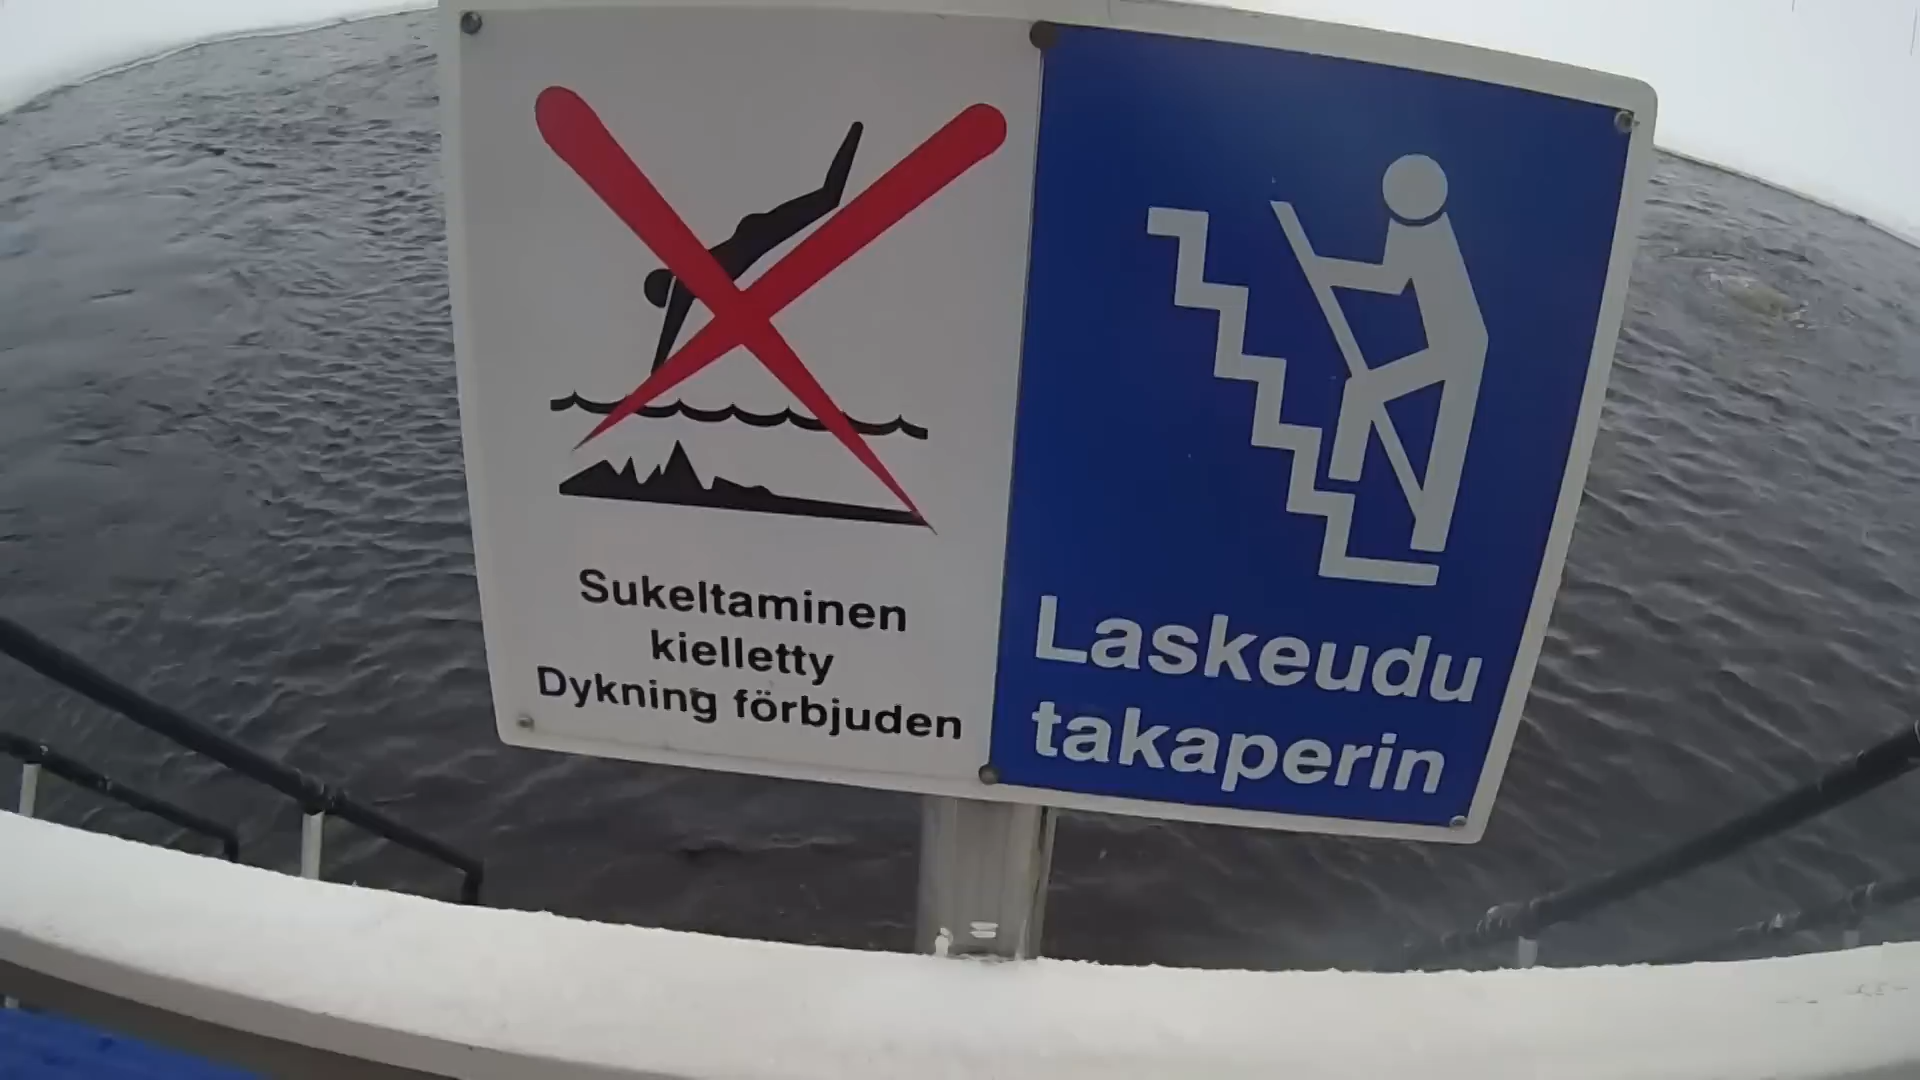 Sukeltaminen
kielletty
Dykning förbjuden
Laskeudu
takaperin